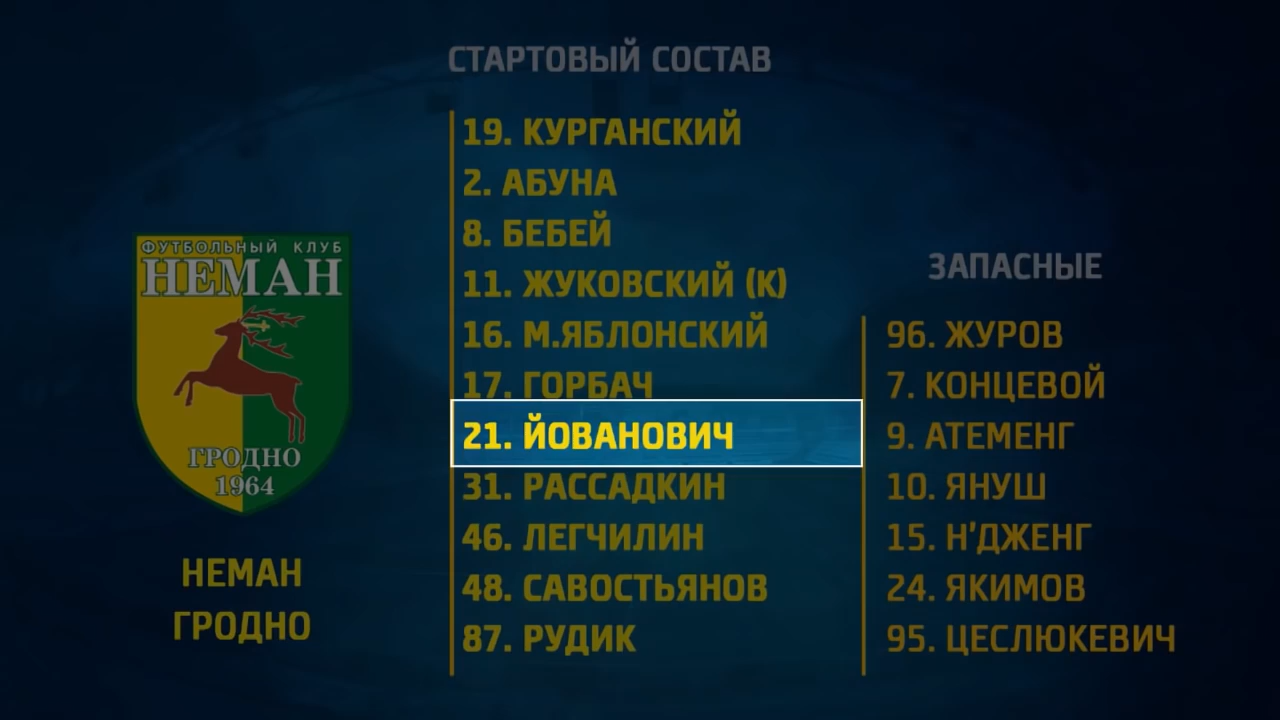 СТАРТОВЫЙ СОСТАВ
19. КУРГАНСКИЙ
2. АБУНА
8. БЕБЕЙ
11. ЖУКОВСКИЙ (К)
16. М.ЯБЛОНСКИЙ
17. ГОРБАЧ
21. ЙОВАНОВИЧ
31. РАССАДКИН
46. ЛЕГЧИЛИН
48. САВОСТЬЯНОВ
87. РУДИК
ЗАПАСНЫЕ
96. ЖУРОВ
7. КОНЦЕВОЙ
9. АТЕМЕНГ
10. ЯНУШ
15. Н'ДЖЕНГ
24. ЯКИМОВ
95. ЦЕСЛЮКЕВИЧ
ФУТБОЛЬНЫЙ КЛУБ
НЕМАН
ГРОДНО
1964
НЕМАН
ГРОДНО